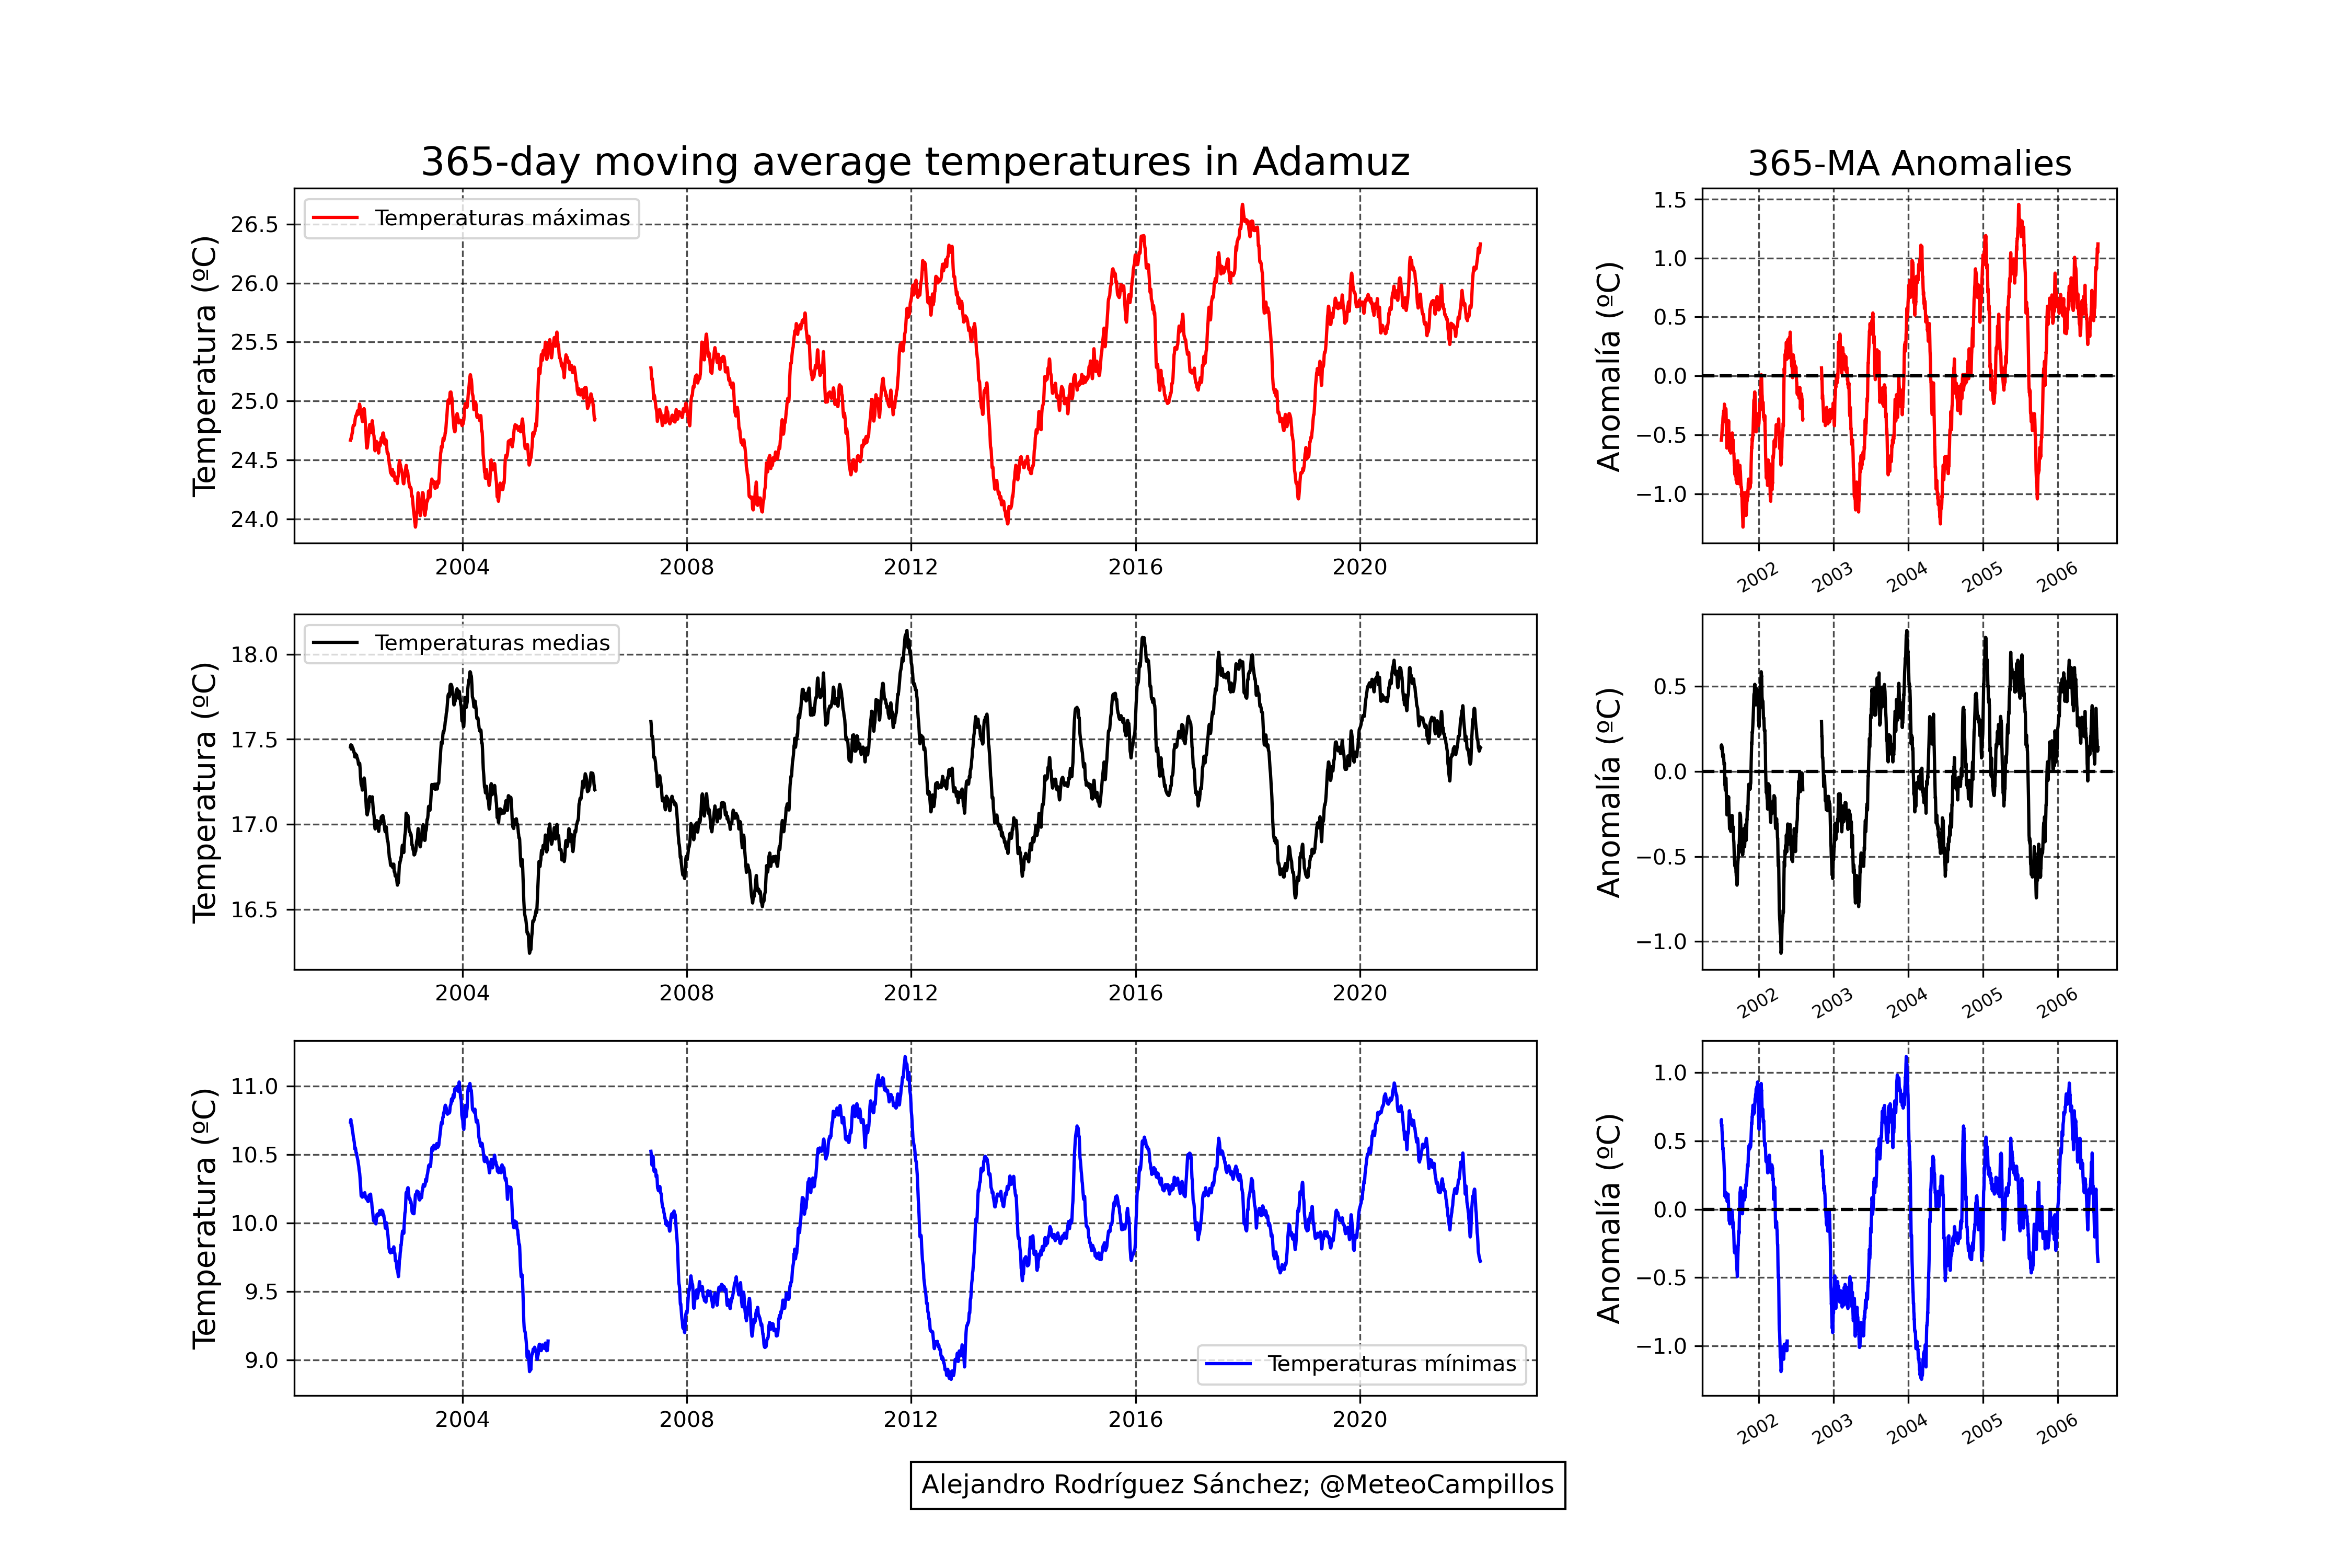 365-day moving average temperatures in Adamuz
365-MA Anomalies
Temperatura (ºC)
26.5
26.0
25.5
25.0
24.5
24.0
Temperaturas máximas
2004 2008 2012 2016 2020
Anomalía (ºC)
1.5
1.0
0.5
0.0
−0.5
−1.0
2002 2003 2004 2005 2006
Temperatura (ºC)
18.0
17.5
17.0
16.5
Temperaturas medias
2004 2008 2012 2016 2020
Anomalía (ºC)
0.5
0.0
−0.5
−1.0
2002 2003 2004 2005 2006
Temperatura (ºC)
11.0
10.5
10.0
9.5
9.0
Temperaturas mínimas
2004 2008 2012 2016 2020
Anomalía (ºC)
1.0
0.5
0.0
−0.5
−1.0
2002 2003 2004 2005 2006
Alejandro Rodríguez Sánchez; @MeteoCampillos